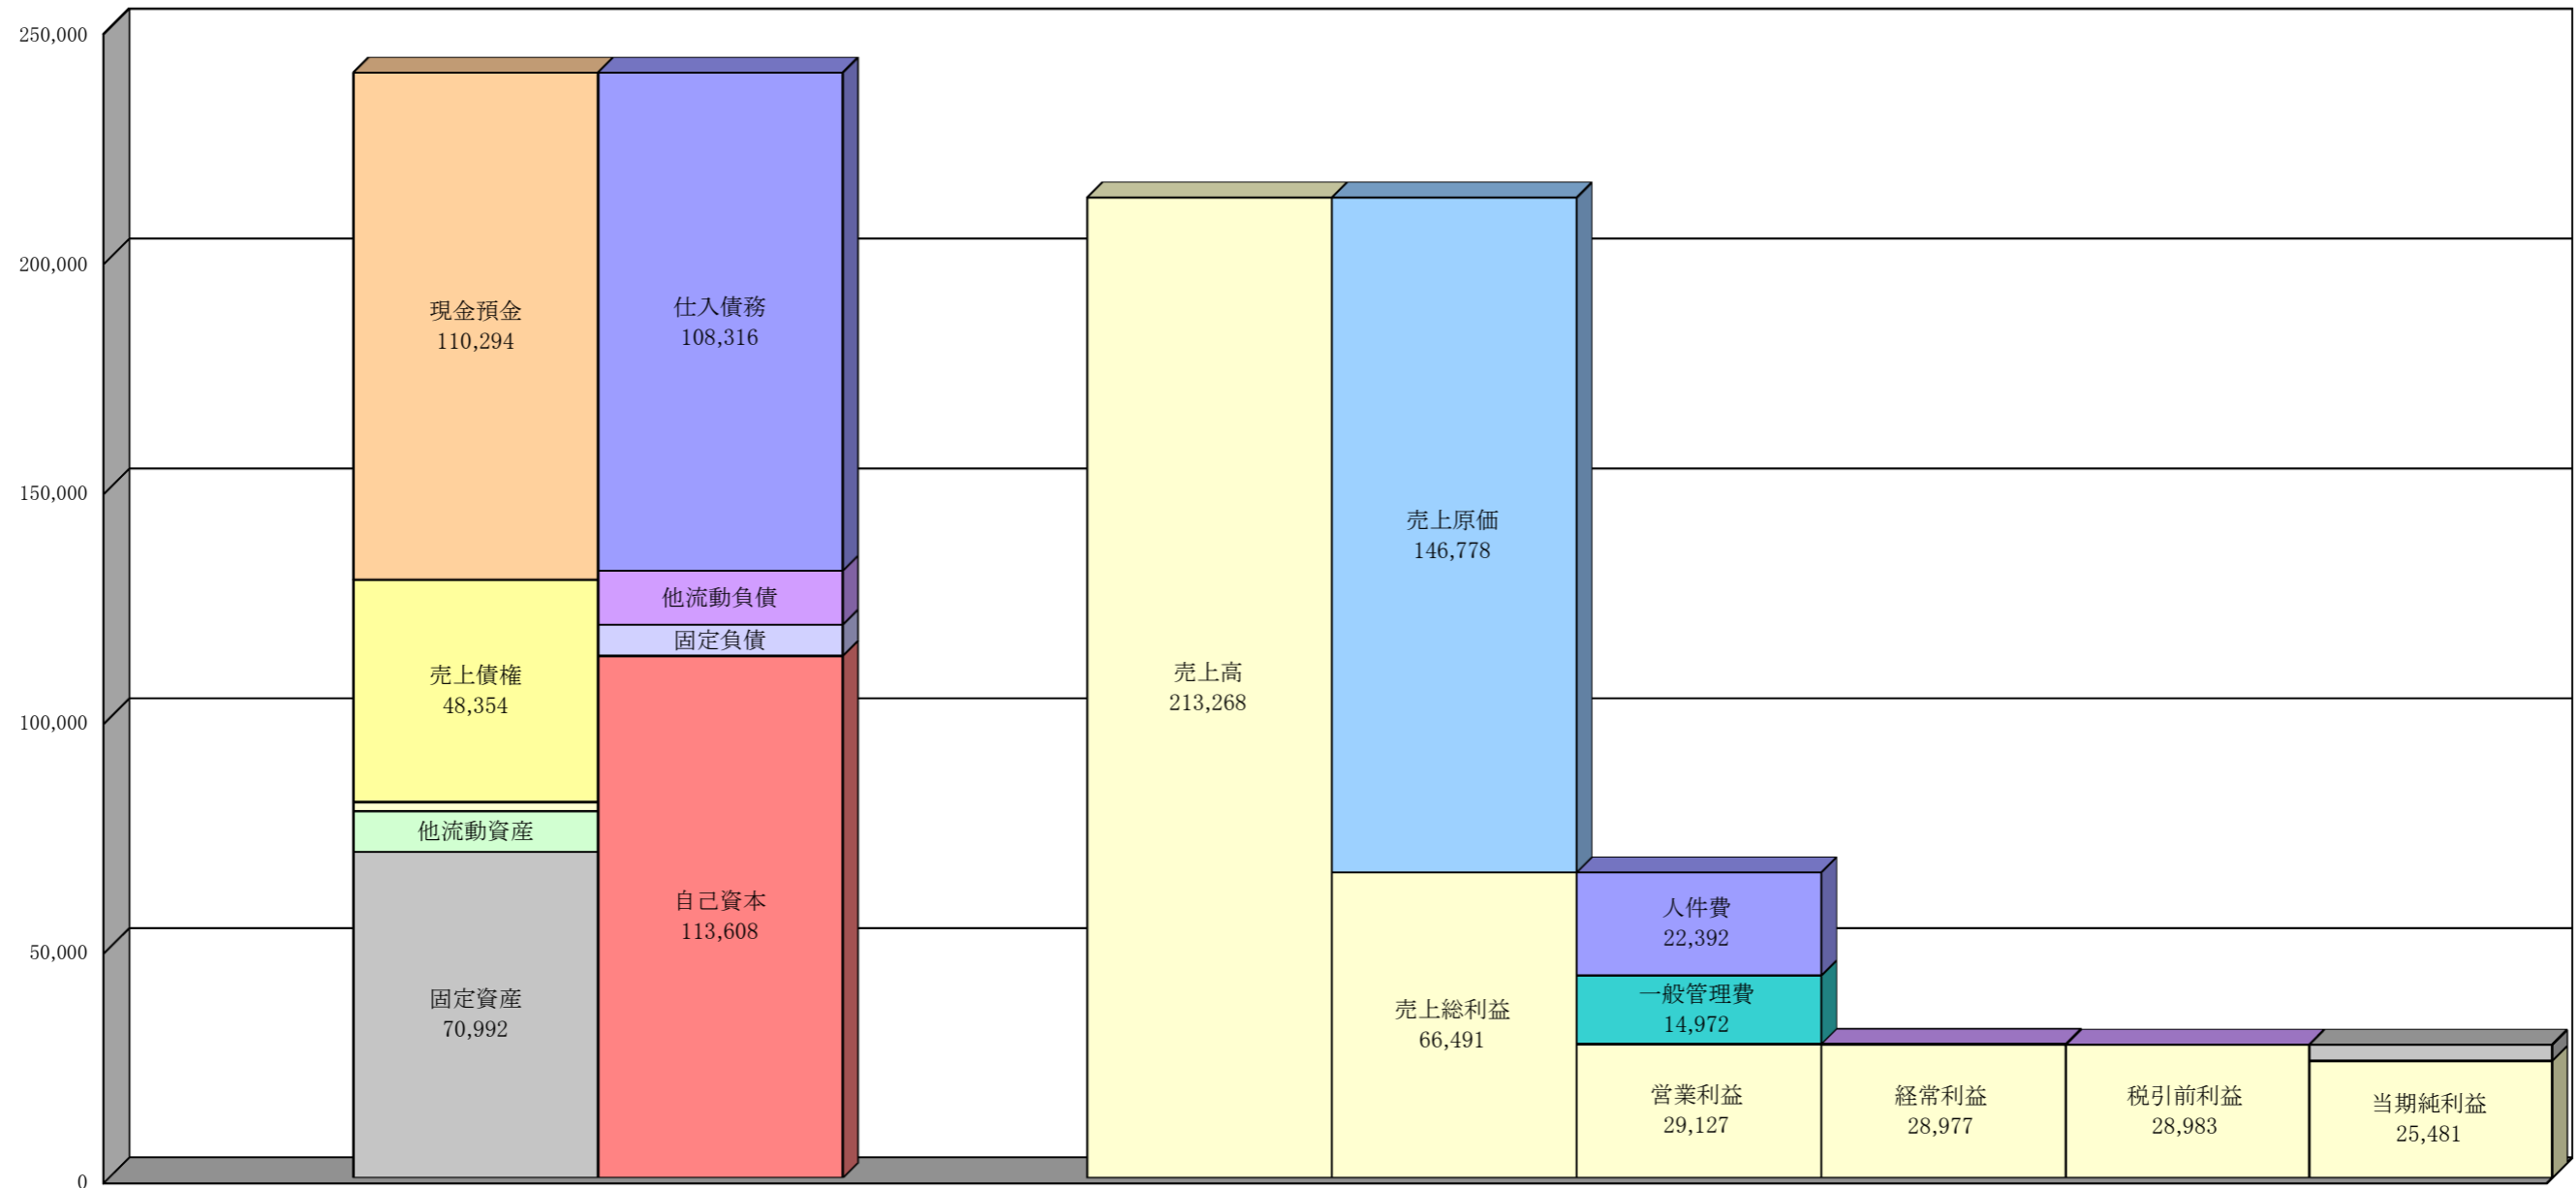 250,000
200,000
150,000
100,000
50,000
0
現金預金
110,294
売上債権
48,354
他流動資産
固定資産
70,992
仕入債務
108,316
他流動負債
固定負債
自己資本
113,608
売上高
213,268
売上原価
146,778
売上総利益
66,491
人件費
22,392
一般管理費
14,972
営業利益
29,127
経常利益
28,977
税引前利益
28,983
当期純利益
25,481